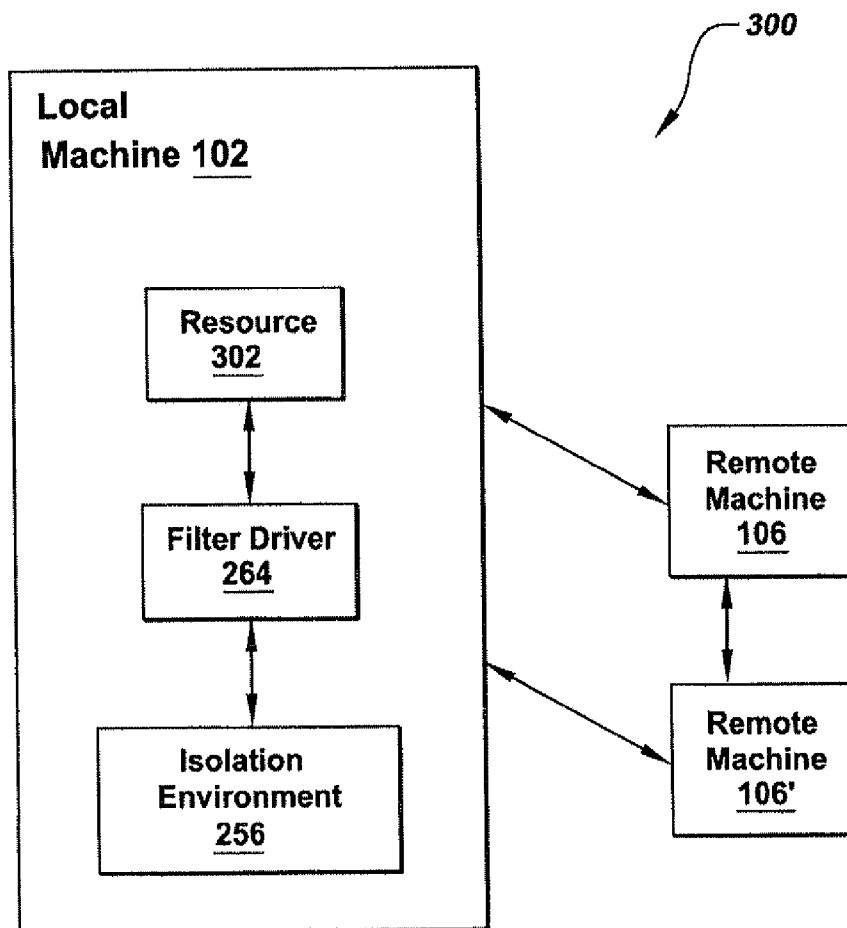 300
Local
Machine 102
Resource
302
Filter Driver
264
Isolation
Environment
256
Remote
Machine
106
Remote
Machine
106'